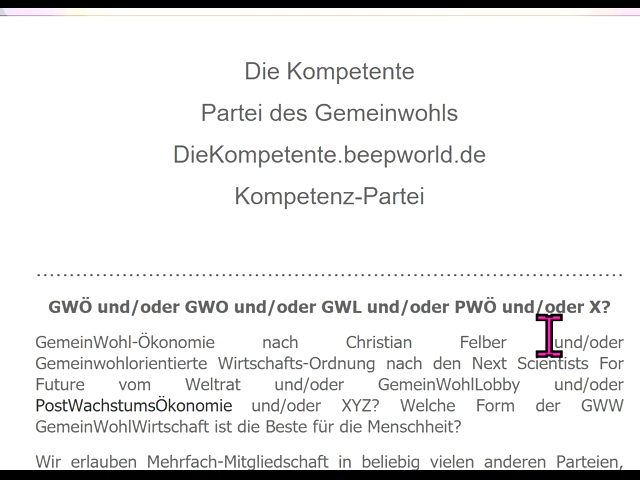 Die Kompetente
Partei des Gemeinwohls
DieKompetente.beepworld.de
Kompetenz-Partei
GWÖ und/oder GWO und/oder GWL und/oder PWÖ und/oder X?
GemeinWohl-Ökonomie nach Christian Felber und/oder
Gemeinwohlorientierte Wirtschafts-Ordnung nach den Next Scientists For
Future vom Weltrat und/oder GemeinWohlLobby und/oder
PostWachstumsÖkonomie und/oder XYZ? Welche Form der GWW
GemeinWohlWirtschaft ist die Beste für die Menschheit?
Wir erlauben Mehrfach-Mitgliedschaft in beliebig vielen anderen Parteien,